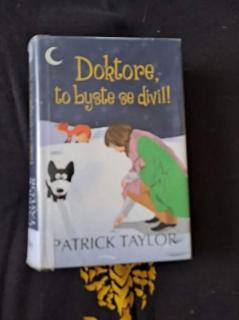 Doktore,
to byste se divil!
PATRICK TAYLOR